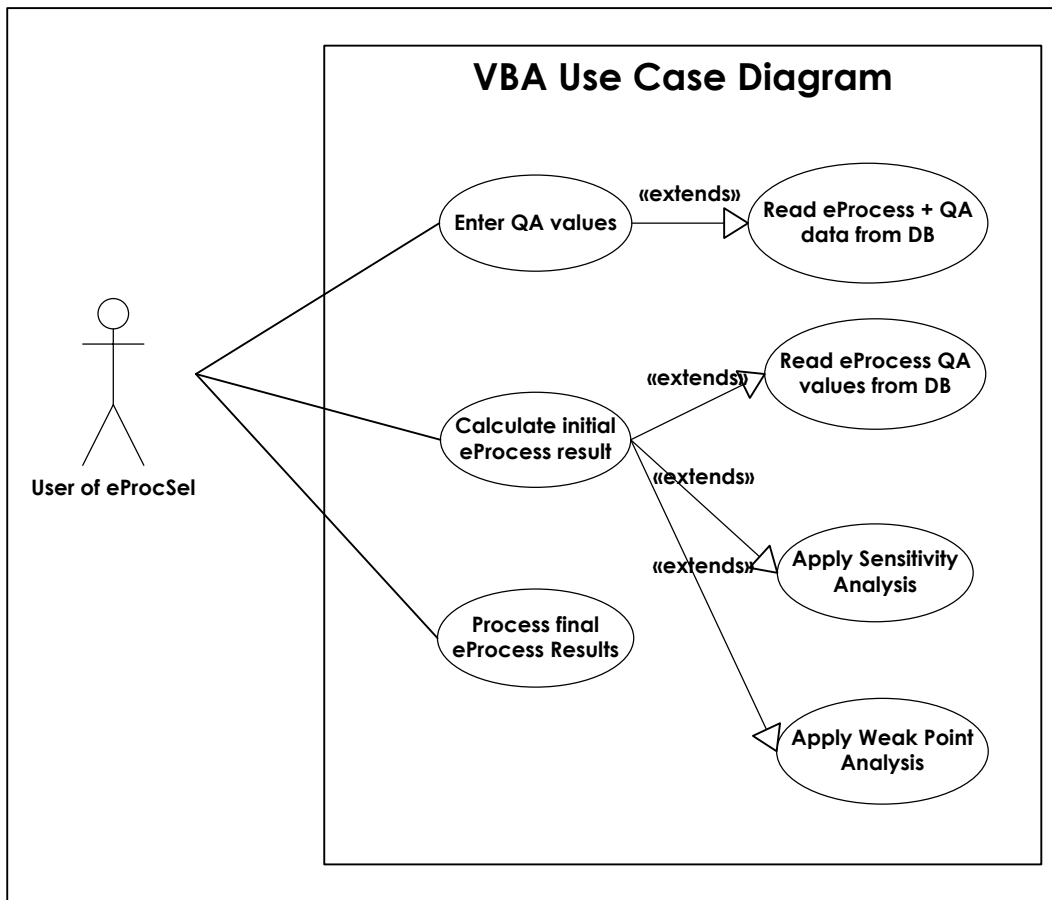 VBA Use Case Diagram
Enter QA values
«extends»
Read eProcess + QA
data from DB
Read eProcess QA
values from DB
«extends»
Calculate initial
eProcess result
«extends»
User of eProcSel
«extends»
Apply Sensitivity
Analysis
Process final
eProcess Results
Apply Weak Point
Analysis